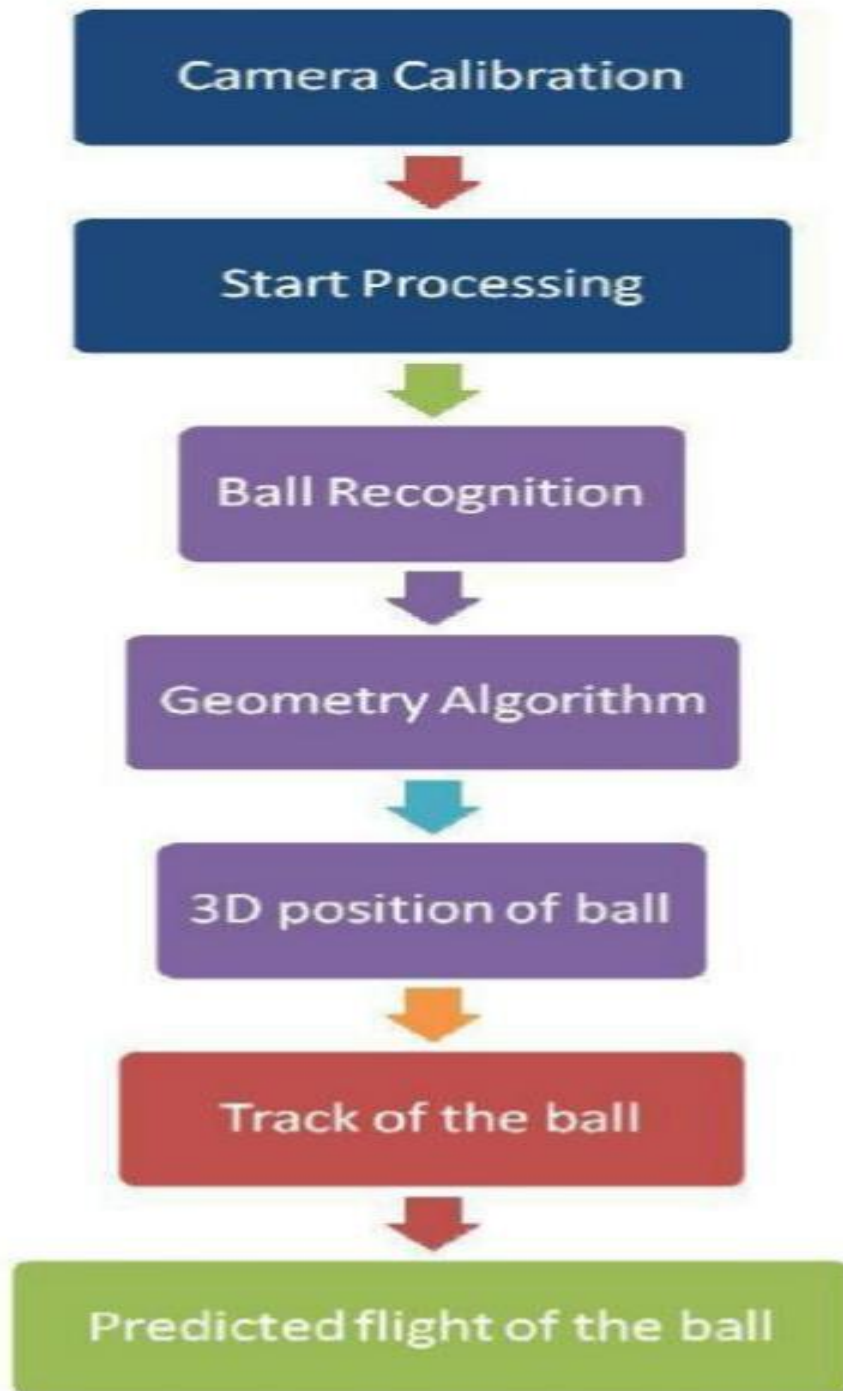 Camera Calibration
Start Processing
Ball Recognition
Geometry Algorithm
3D position of ball
Track of the ball
Predicted flight of the ball